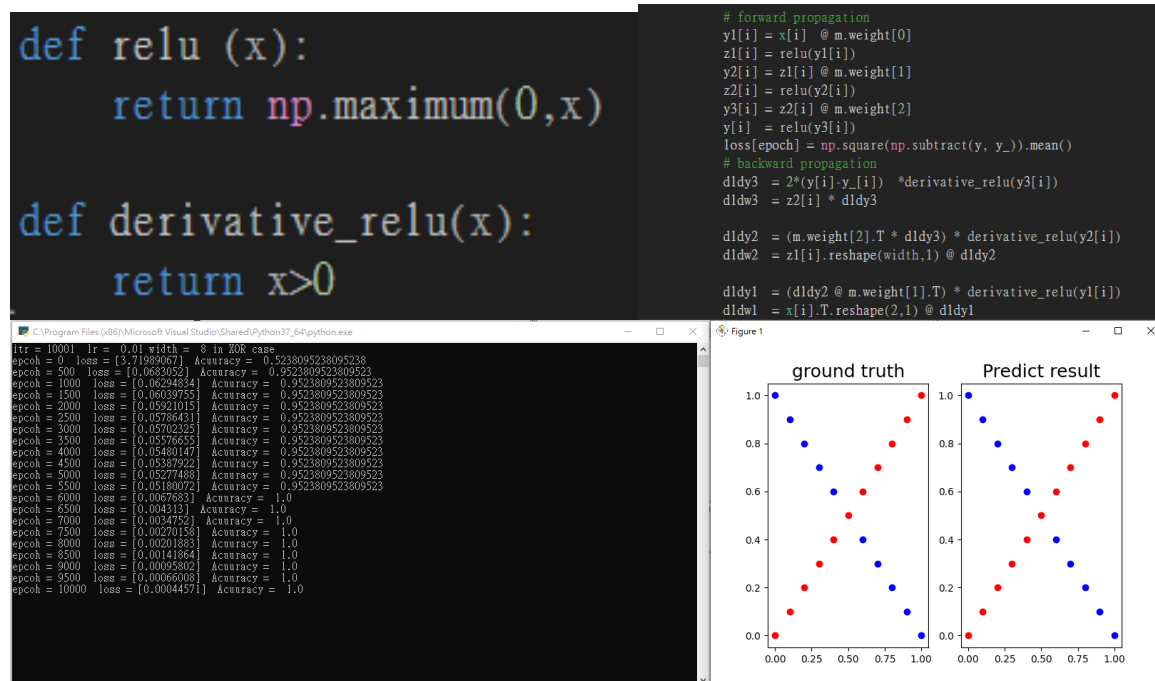 def relu (x):
return np.maximum(0,x)
def derivative_relu(x):
return x>0
# forward propagation
y1[i] = x[i] @ m.weight[0]
z1[i] = relu(y1[i])
y2[i] = z1[i] @ m.weight[1]
z2[i] = relu(y2[i])
y3[i] = z2[i] @ m.weight[2]
y[i] = relu(y3[i])
loss[epoch] = np.square(np.subtract(y, y_)).mean()
# backward propagation
dldy3 = 2*(y[i]-y_[i]) *derivative_relu(y3[i])
dldw3 = z2[i] * dldy3
dldy2 = (m.weight[2].T * dldy3) * derivative_relu(y2[i])
dldw2 = z1[i].reshape(width,1) @ dldy2
dldy1 = (dldy2 @ m.weight[1].T) * derivative_relu(y1[i])
dldw1 = x[i].T.reshape(2,1) @ dldy1
C:\Program Files (x86)\Microsoft Visual Studio\Shared\Python37_64\python.exe
itr = 10001 lr = 0.01 width = 8 in XOR case
epcoh = 0 loss = [3.71989067] Acuuracy = 0.5238095238095238
epcoh = 500 loss = [0.0683052] Acuuracy = 0.9523809523809523
epcoh = 1000 loss = [0.06294834] Acuuracy = 0.9523809523809523
epcoh = 1500 loss = [0.06039755] Acuuracy = 0.9523809523809523
epcoh = 2000 loss = [0.05921015] Acuuracy = 0.9523809523809523
epcoh = 2500 loss = [0.05786431] Acuuracy = 0.9523809523809523
epcoh = 3000 loss = [0.05702325] Acuuracy = 0.9523809523809523
epcoh = 3500 loss = [0.05576655] Acuuracy = 0.9523809523809523
epcoh = 4000 loss = [0.05480147] Acuuracy = 0.9523809523809523
epcoh = 4500 loss = [0.05387922] Acuuracy = 0.9523809523809523
epcoh = 5000 loss = [0.05277488] Acuuracy = 0.9523809523809523
epcoh = 5500 loss = [0.05180072] Acuuracy = 0.9523809523809523
epcoh = 6000 loss = [0.0067683] Acuuracy = 1.0
epcoh = 6500 loss = [0.004313] Acuuracy = 1.0
epcoh = 7000 loss = [0.0034752] Acuuracy = 1.0
epcoh = 7500 loss = [0.00270158] Acuuracy = 1.0
epcoh = 8000 loss = [0.00201883] Acuuracy = 1.0
epcoh = 8500 loss = [0.00141864] Acuuracy = 1.0
epcoh = 9000 loss = [0.00095802] Acuuracy = 1.0
epcoh = 9500 loss = [0.00066008] Acuuracy = 1.0
epcoh = 10000 loss = [0.00044571] Acuuracy = 1.0
Figure 1
ground truth
1.0
0.8
0.6
0.4
0.2
0.0
0.00 0.25 0.50 0.75 1.00
Predict result
1.0
0.8
0.6
0.4
0.2
0.0
0.00 0.25 0.50 0.75 1.00